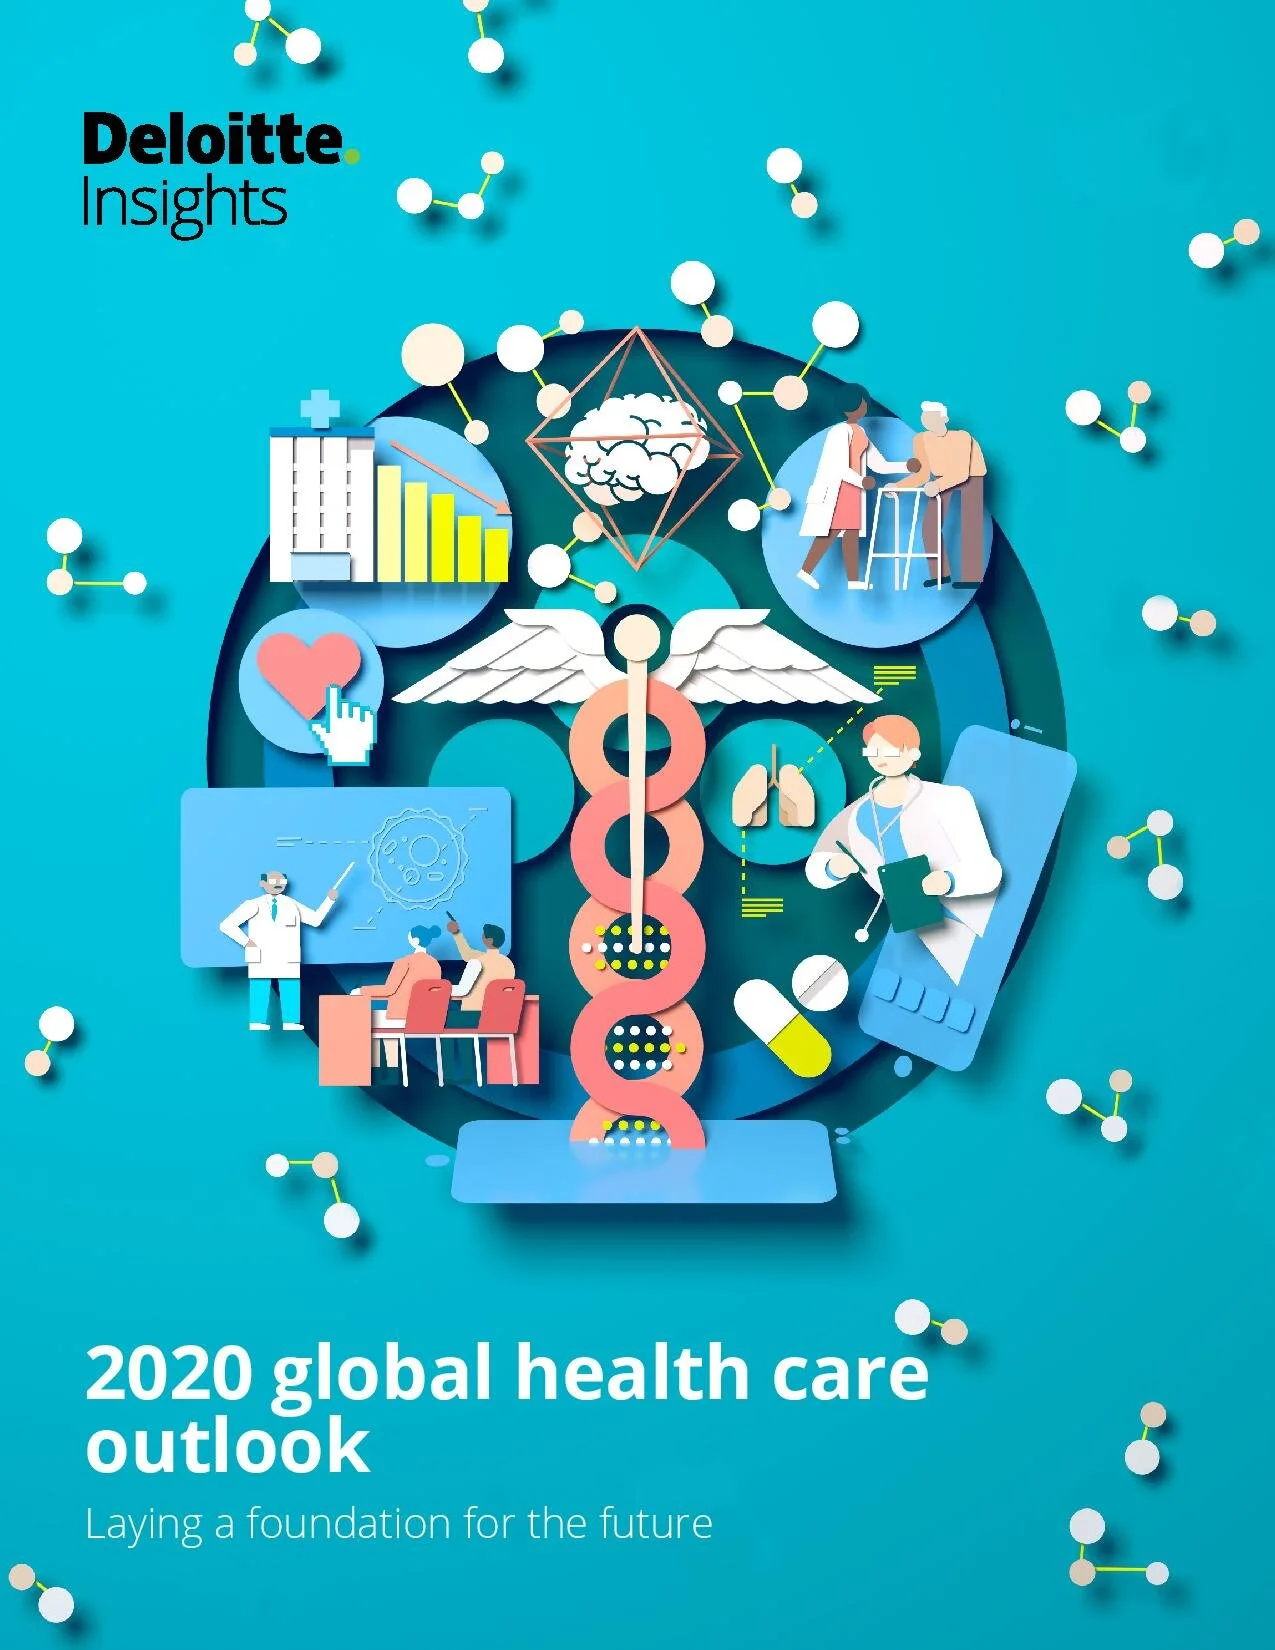 Deloitte.
Insights
2020 global health care
outlook
Laying a foundation for the future